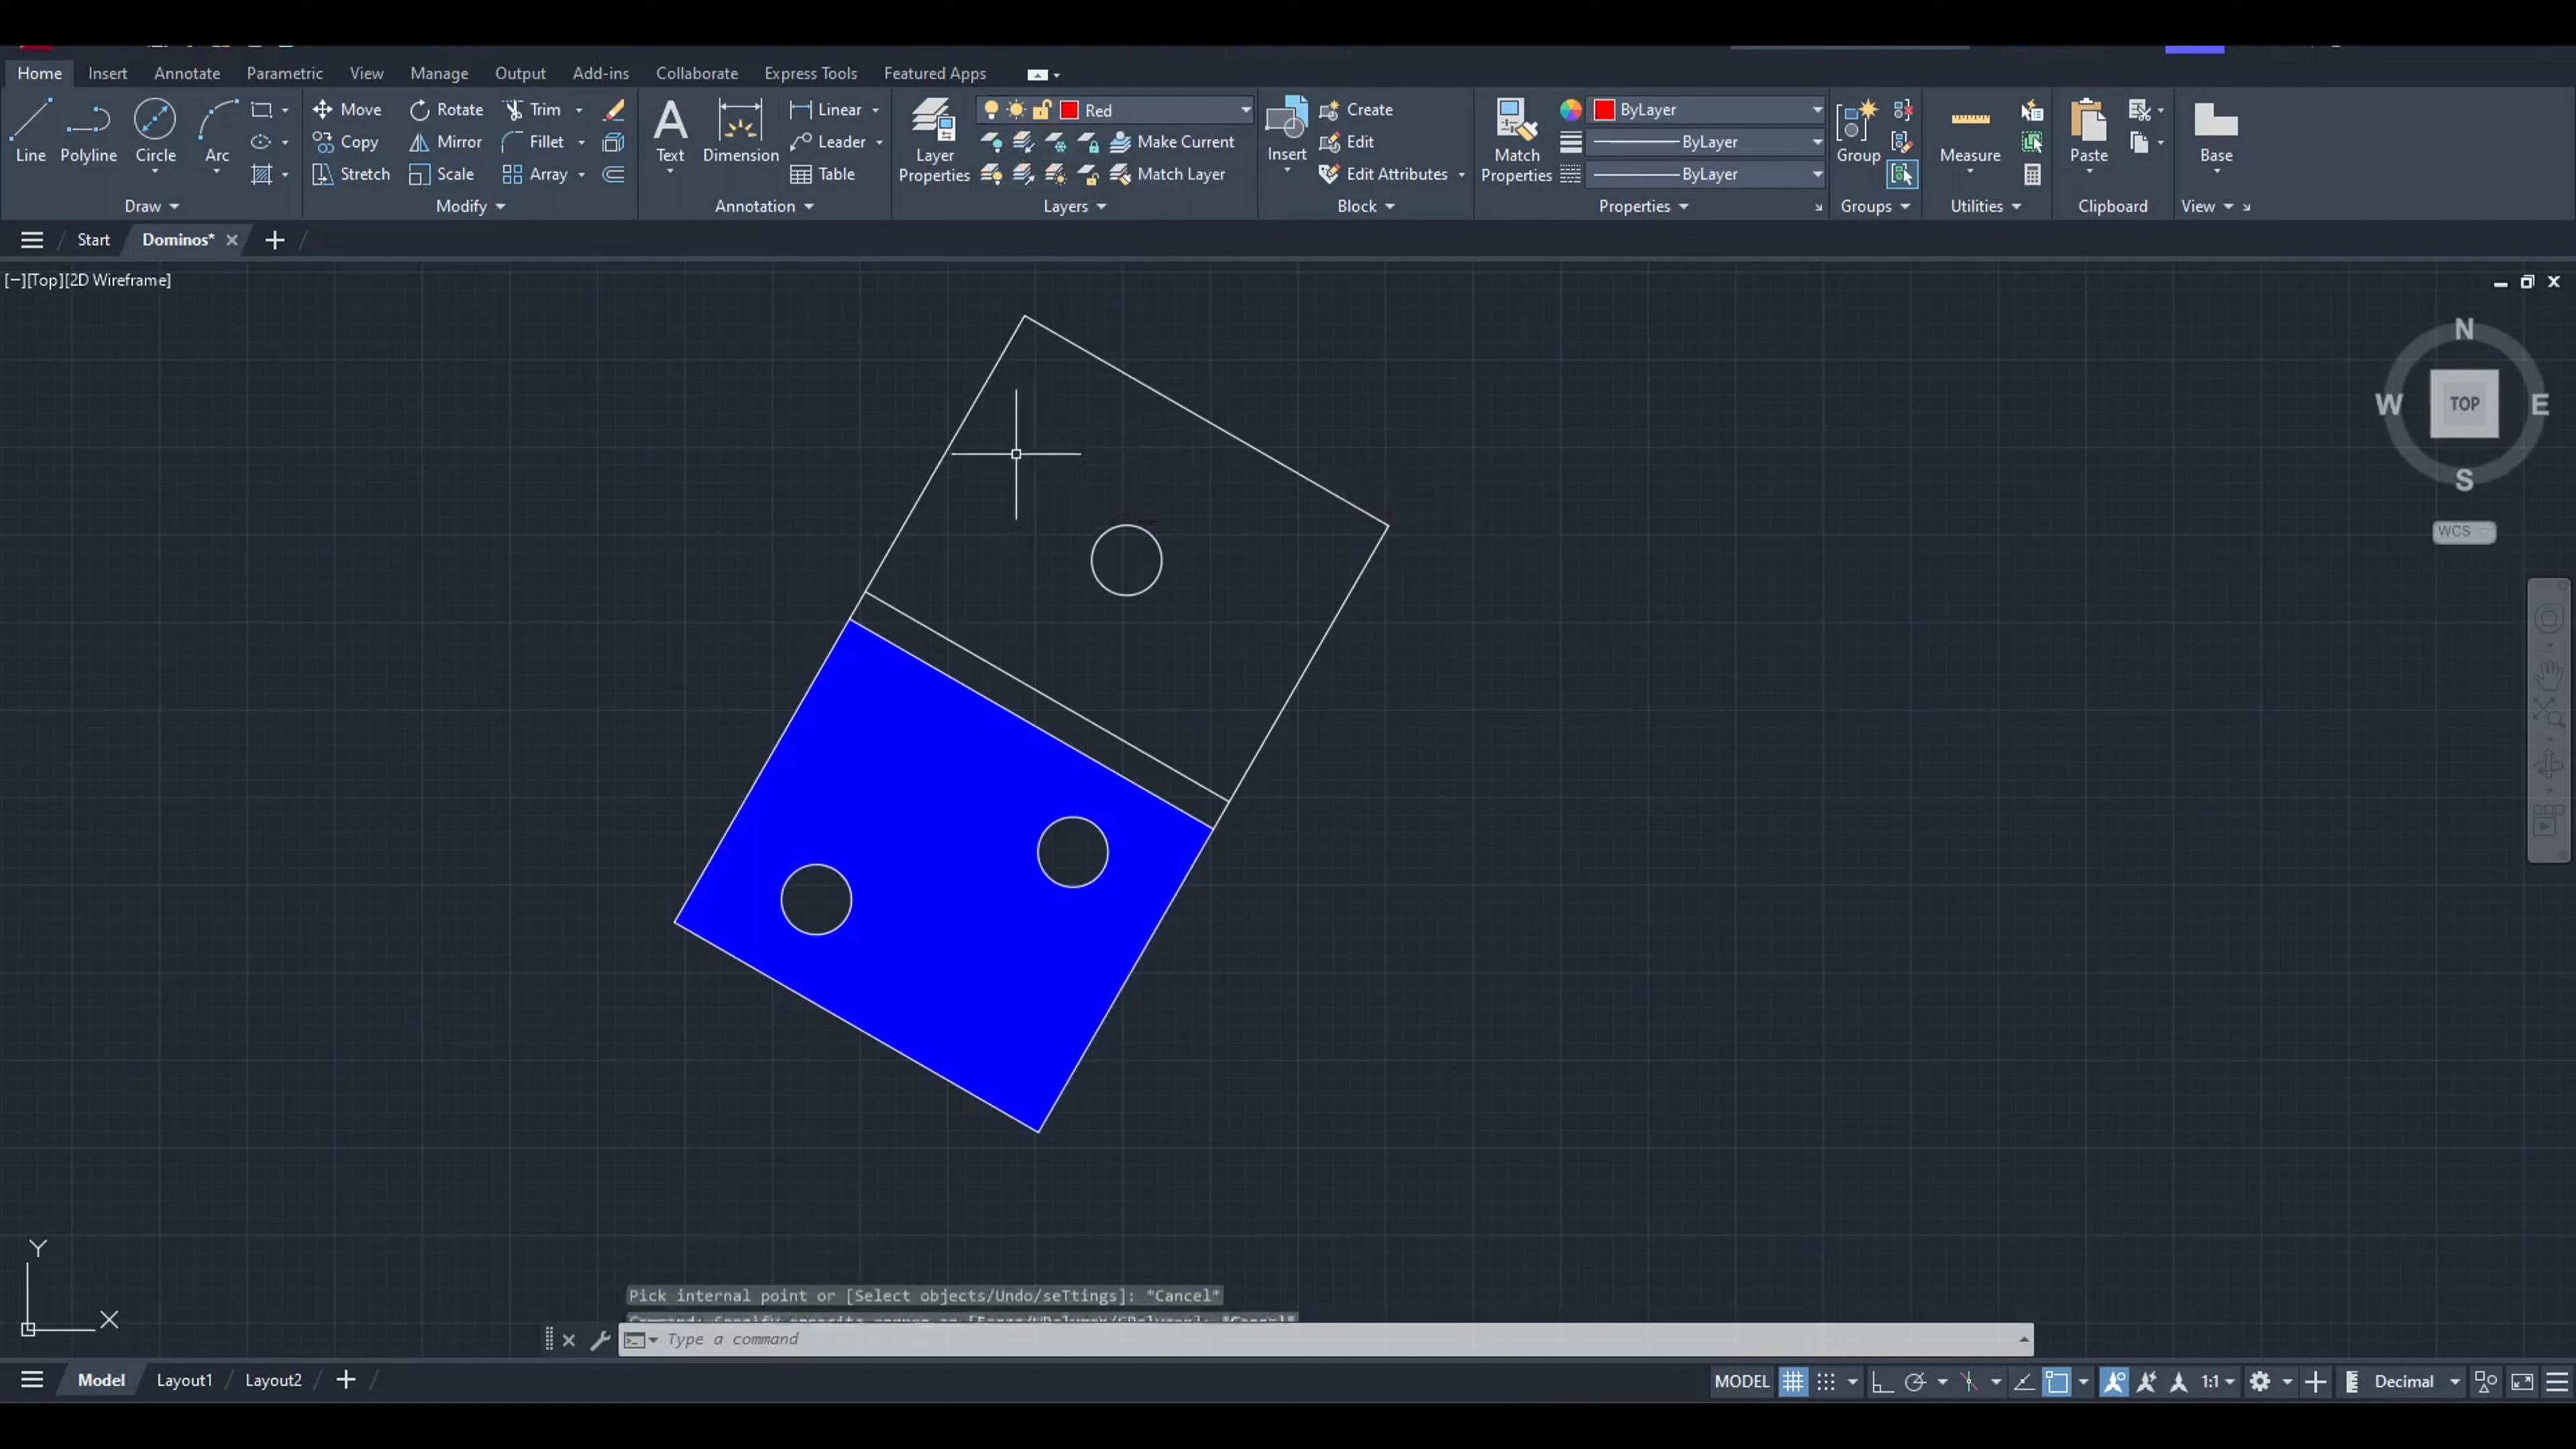 Home Insert Annotate Parametric View Manage Output Add-ins Collaborate Express Tools Featured Apps
Move Rotate Trim Linear Red Create ByLayer
Line Polyline Circle Arc Copy Mirror Fillet Text Dimension Leader Layer Properties Make Current Insert Edit Match Properties ByLayer Group Measure Paste Base
Stretch Scale Array Table Match Layer Edit Attributes ByLayer
Draw Modify Annotation Layers Block Properties Groups Utilities Clipboard View
Start Dominos*
[−][Top][2D Wireframe]
N
W TOP E
S
WCS
Y
X
Pick internal point or [Select objects/Undo/seTtings]: *Cancel*
Type a command
Model Layout1 Layout2 MODEL 1:1 Decimal